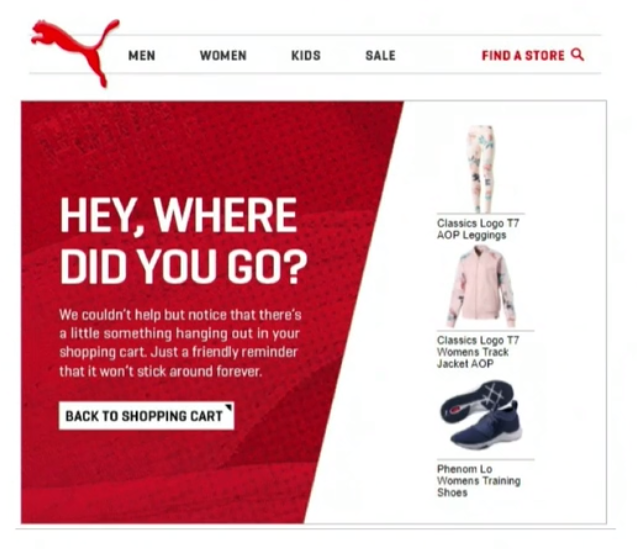 MEN WOMEN KIDS SALE FIND A STORE
HEY, WHERE
DID YOU GO?
We couldn't help but notice that there's
a little something hanging out in your
shopping cart. Just a friendly reminder
that it won't stick around forever.
BACK TO SHOPPING CART
Classics Logo T7
AOP Leggings
Classics Logo T7
Womens Track
Jacket AOP
Phenom Lo
Womens Training
Shoes